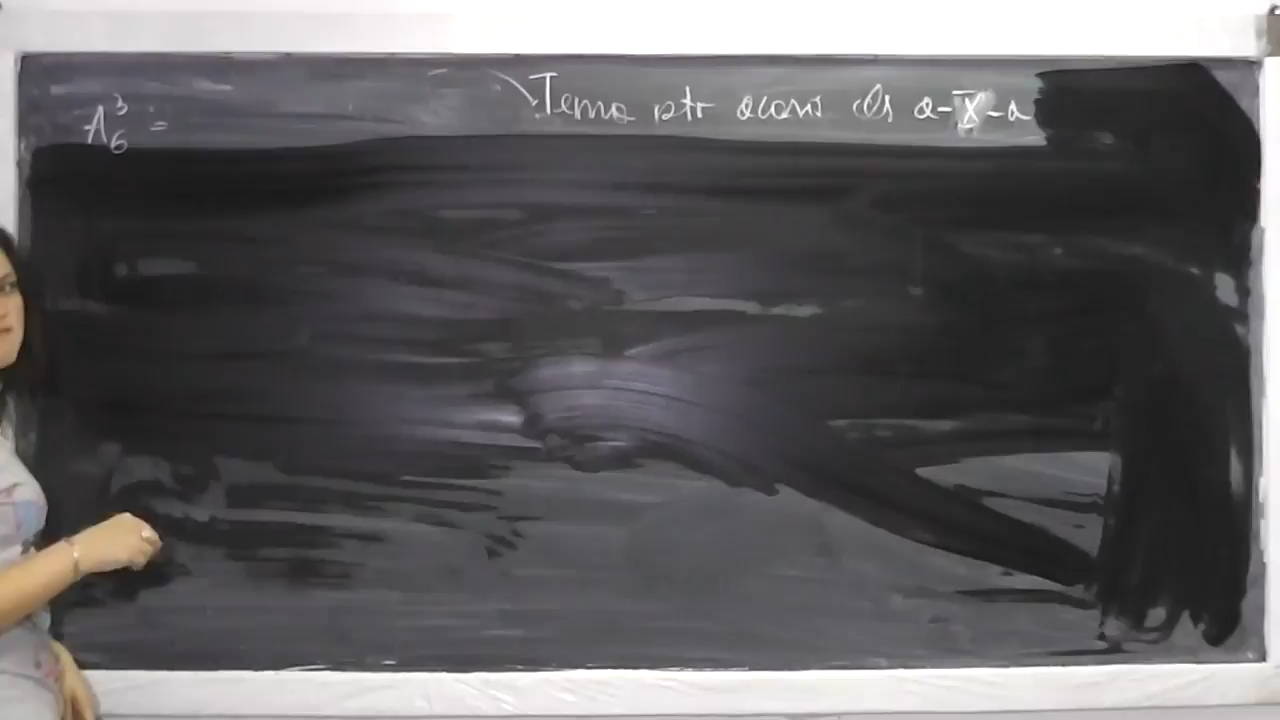 A₆³ =
Tema ptr acasă cls a-X-a